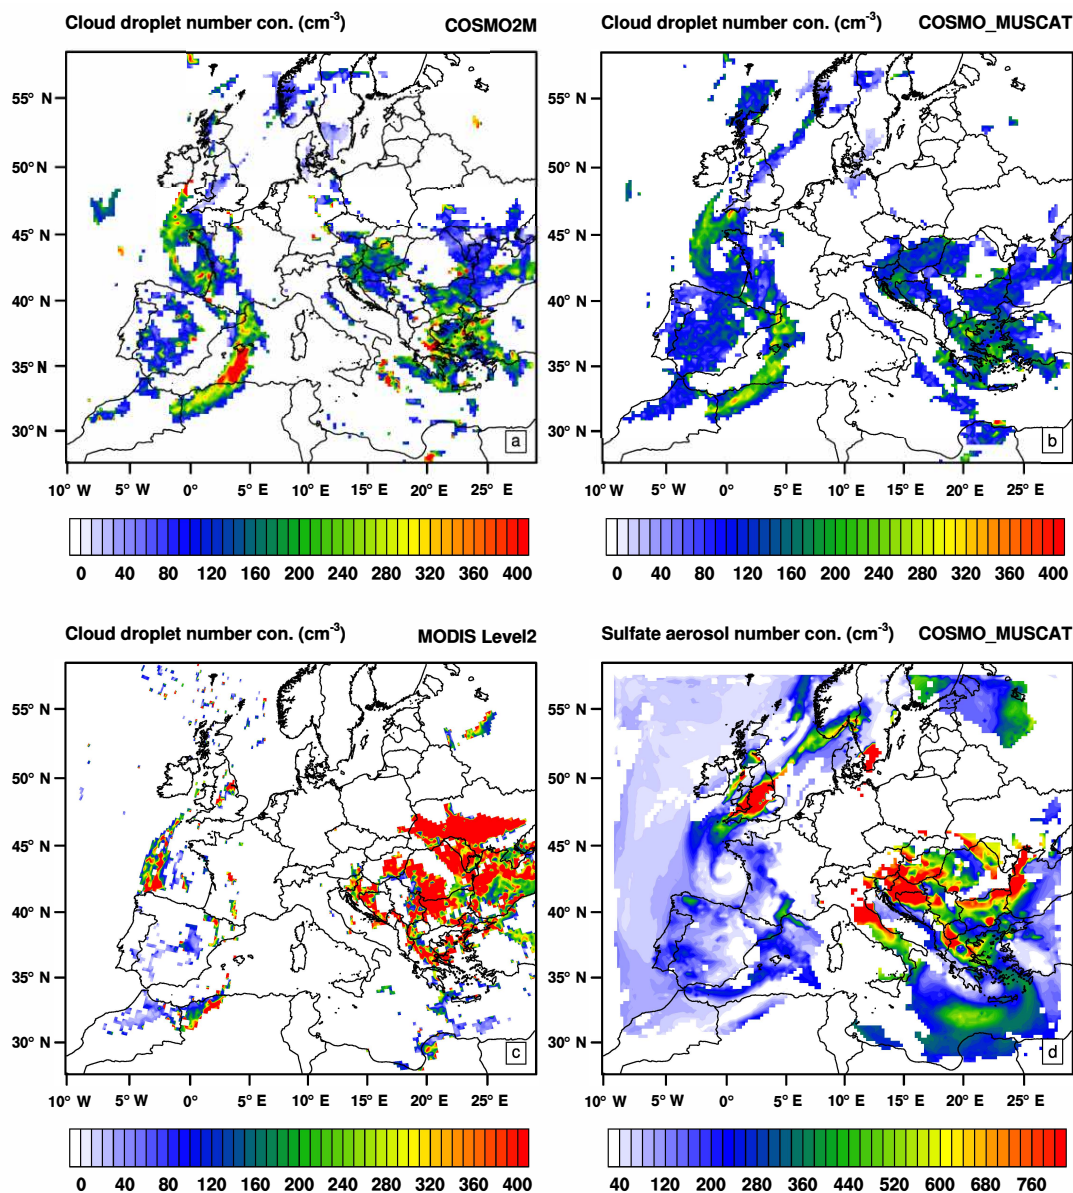 Cloud droplet number con. (cm⁻³) COSMO2M
55° N
50° N
45° N
40° N
35° N
30° N
a
10° W 5° W 0° 5° E 10° E 15° E 20° E 25° E
0 40 80 120 160 200 240 280 320 360 400
Cloud droplet number con. (cm⁻³) COSMO_MUSCAT
55° N
50° N
45° N
40° N
35° N
30° N
b
10° W 5° W 0° 5° E 10° E 15° E 20° E 25° E
0 40 80 120 160 200 240 280 320 360 400
Cloud droplet number con. (cm⁻³) MODIS Level2
55° N
50° N
45° N
40° N
35° N
30° N
c
10° W 5° W 0° 5° E 10° E 15° E 20° E 25° E
0 40 80 120 160 200 240 280 320 360 400
Sulfate aerosol number con. (cm⁻³) COSMO_MUSCAT
55° N
50° N
45° N
40° N
35° N
30° N
d
10° W 5° W 0° 5° E 10° E 15° E 20° E 25° E
40 120 200 280 360 440 520 600 680 760